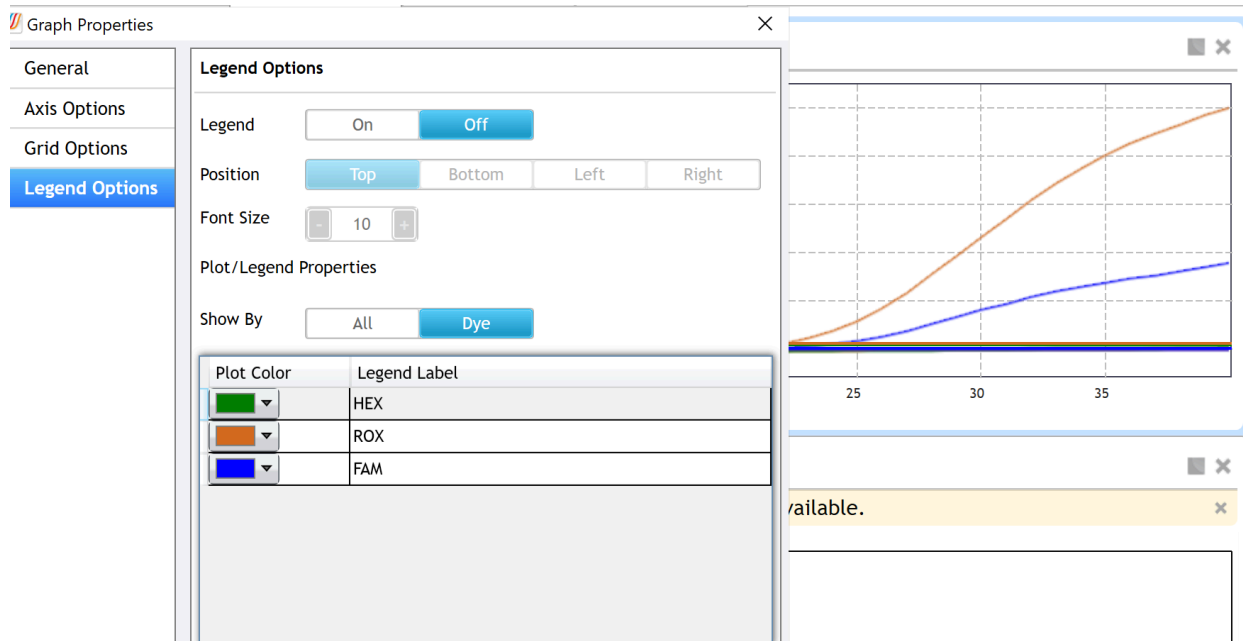 Graph Properties
General
Axis Options
Grid Options
Legend Options
Legend Options
Legend On Off
Position Top Bottom Left Right
Font Size - 10 +
Plot/Legend Properties
Show By All Dye
Plot Color Legend Label
HEX
ROX
FAM
25 30 35
vailable.